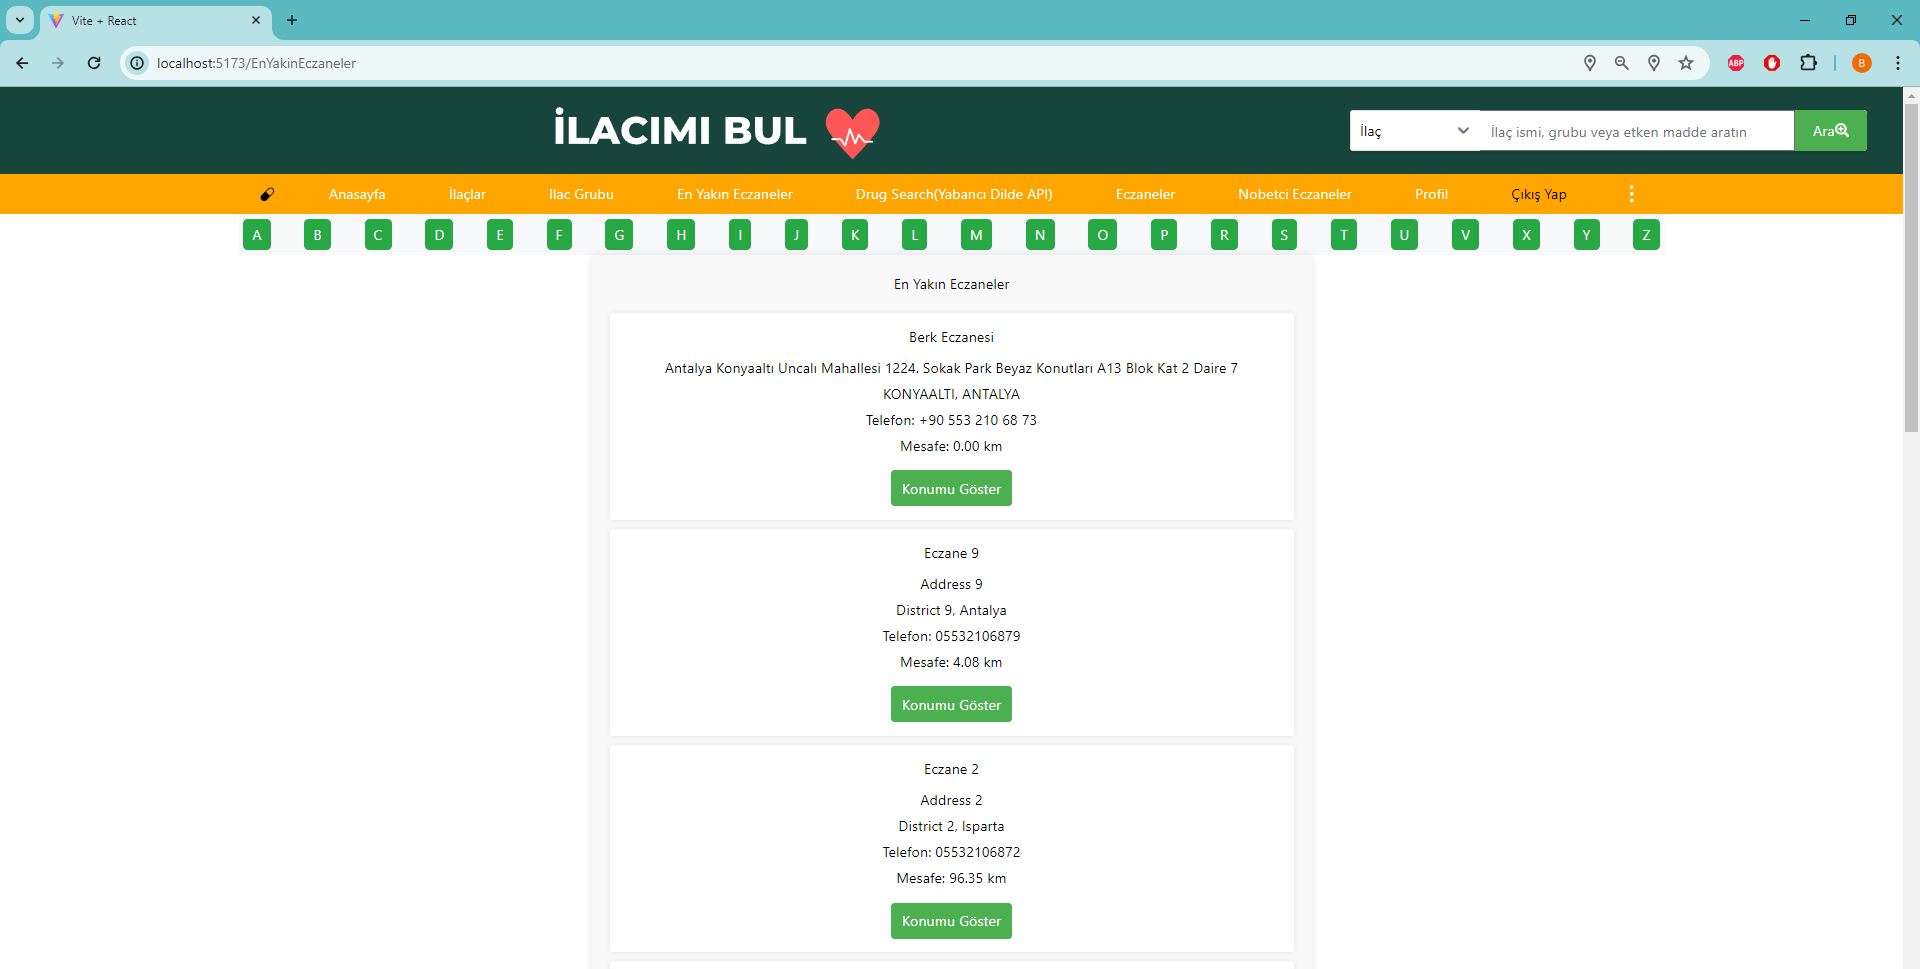 Vite + React
localhost:5173/EnYakinEczaneler
ABP
B
İLACIMI BUL
İlaç
İlaç ismi, grubu veya etken madde aratın
Ara
Anasayfa İlaçlar Ilac Grubu En Yakın Eczaneler Drug Search(Yabancı Dilde API) Eczaneler Nobetci Eczaneler Profil Çıkış Yap
A B C D E F G H I J K L M N O P R S T U V X Y Z
En Yakın Eczaneler
Berk Eczanesi
Antalya Konyaaltı Uncalı Mahallesi 1224. Sokak Park Beyaz Konutları A13 Blok Kat 2 Daire 7
KONYAALTI, ANTALYA
Telefon: +90 553 210 68 73
Mesafe: 0.00 km
Konumu Göster
Eczane 9
Address 9
District 9, Antalya
Telefon: 05532106879
Mesafe: 4.08 km
Konumu Göster
Eczane 2
Address 2
District 2, Isparta
Telefon: 05532106872
Mesafe: 96.35 km
Konumu Göster